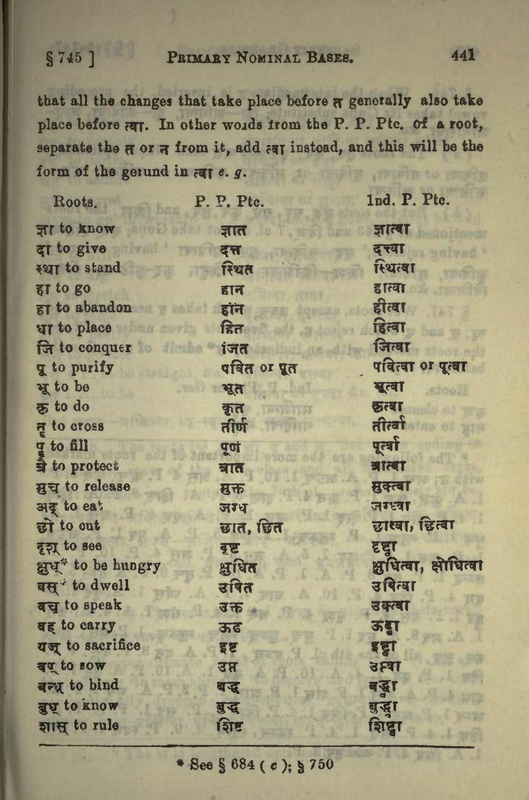 § 745 ] PRIMARY NOMINAL BASES. 441
that all the changes that take place before त generally also take
place before त्वा. In other words from the P. P. Ptc. of a root,
separate the त or न from it, add त्वा instead, and this will be the
form of the gerund in त्वा e. g.
Roots. P. P. Ptc. Ind. P. Ptc.
ज्ञा to know ज्ञात ज्ञात्वा
दा to give दत्त दत्त्वा
स्था to stand स्थित स्थित्वा
हा to go हान हात्वा
हा to abandon हीन हीत्वा
धा to place हित हित्वा
जि to conquer जित जित्वा
पू to purify पवित or पूत पवित्वा or पूत्वा
भू to be भूत भूत्वा
कृ to do कृत कृत्वा
तॄ to cross तीर्ण तीर्त्वा
पॄ to fill पूर्ण पूर्त्वा
त्रै to protect त्रात त्रात्वा
मुच् to release मुक्त मुक्त्वा
अद् to eat जग्ध जग्ध्वा
छो to cut छात, छित छात्वा, छित्वा
दृश् to see दृष्ट दृष्ट्वा
क्षुध्* to be hungry क्षुधित क्षुधित्वा, क्षोधित्वा
वस्* to dwell उषित उषित्वा
वच् to speak उक्त उक्त्वा
वह् to carry ऊढ ऊढ्वा
यज् to sacrifice इष्ट इष्ट्वा
वप् to sow उप्त उप्त्वा
बन्ध् to bind बद्ध बद्ध्वा
बुध् to know बुद्ध बुद्ध्वा
शास् to rule शिष्ट शिष्ट्वा
* See § 684 ( c ); § 750